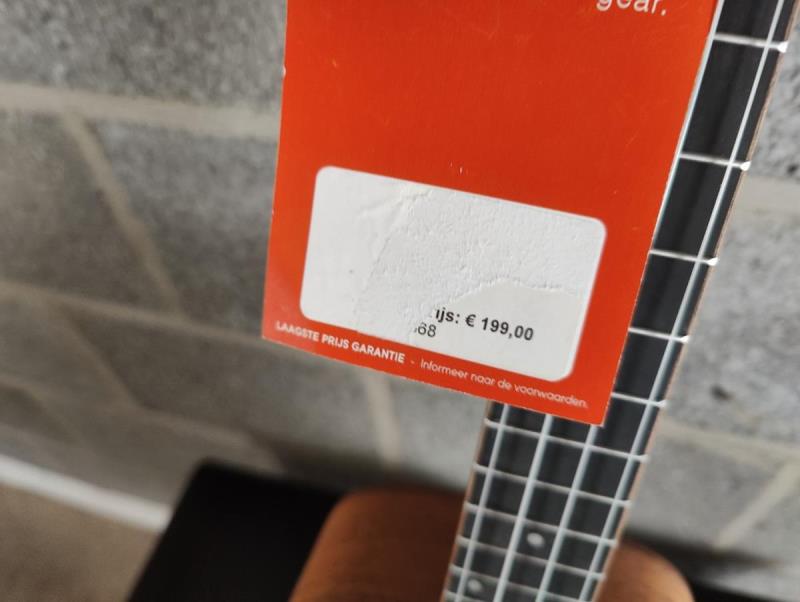 gear.
ijs: € 199,00
68
LAAGSTE PRIJS GARANTIE - Informeer naar de voorwaarden.